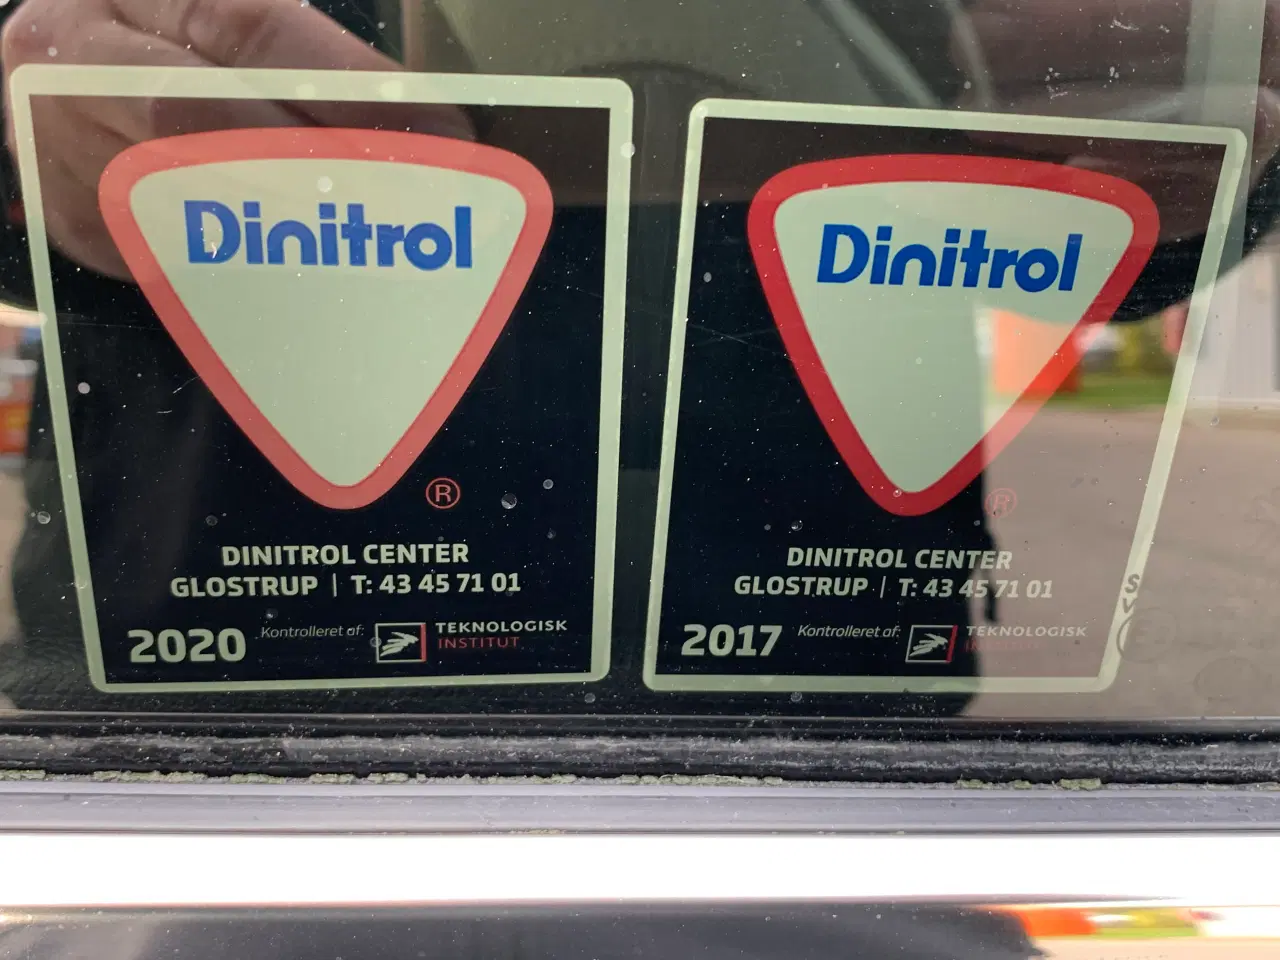 Dinitrol
®
DINITROL CENTER
GLOSTRUP | T: 43 45 71 01
2020 Kontrolleret af: TEKNOLOGISK
INSTITUT
Dinitrol
®
DINITROL CENTER
GLOSTRUP | T: 43 45 71 01
2017 Kontrolleret af: TEKNOLOGISK
INSTITUT